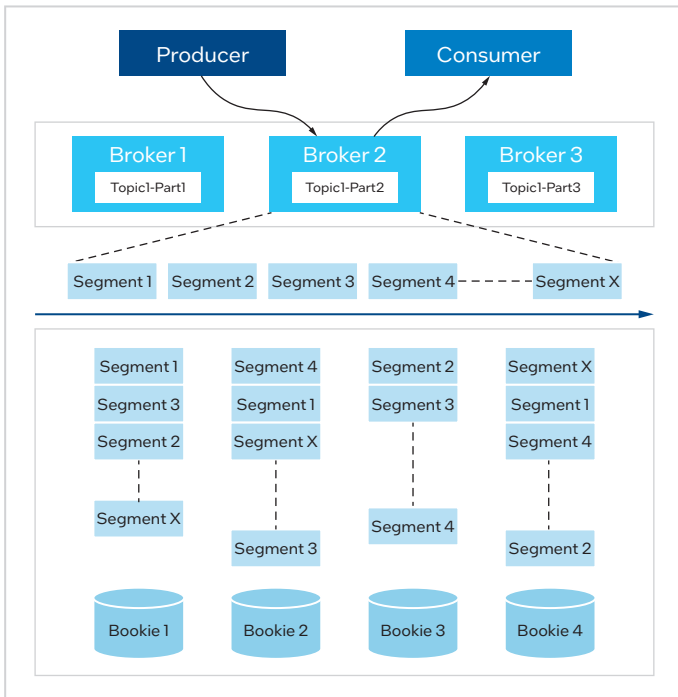 Producer
Consumer
Broker 1
Broker 2
Broker 3
Topic1-Part1
Topic1-Part2
Topic1-Part3
Segment 1
Segment 2
Segment 3
Segment 4
Segment X
Segment 1
Segment 3
Segment 2
Segment X
Segment 4
Segment 1
Segment X
Segment 3
Segment 2
Segment 3
Segment 4
Segment X
Segment 1
Segment 4
Segment 2
Bookie 1
Bookie 2
Bookie 3
Bookie 4